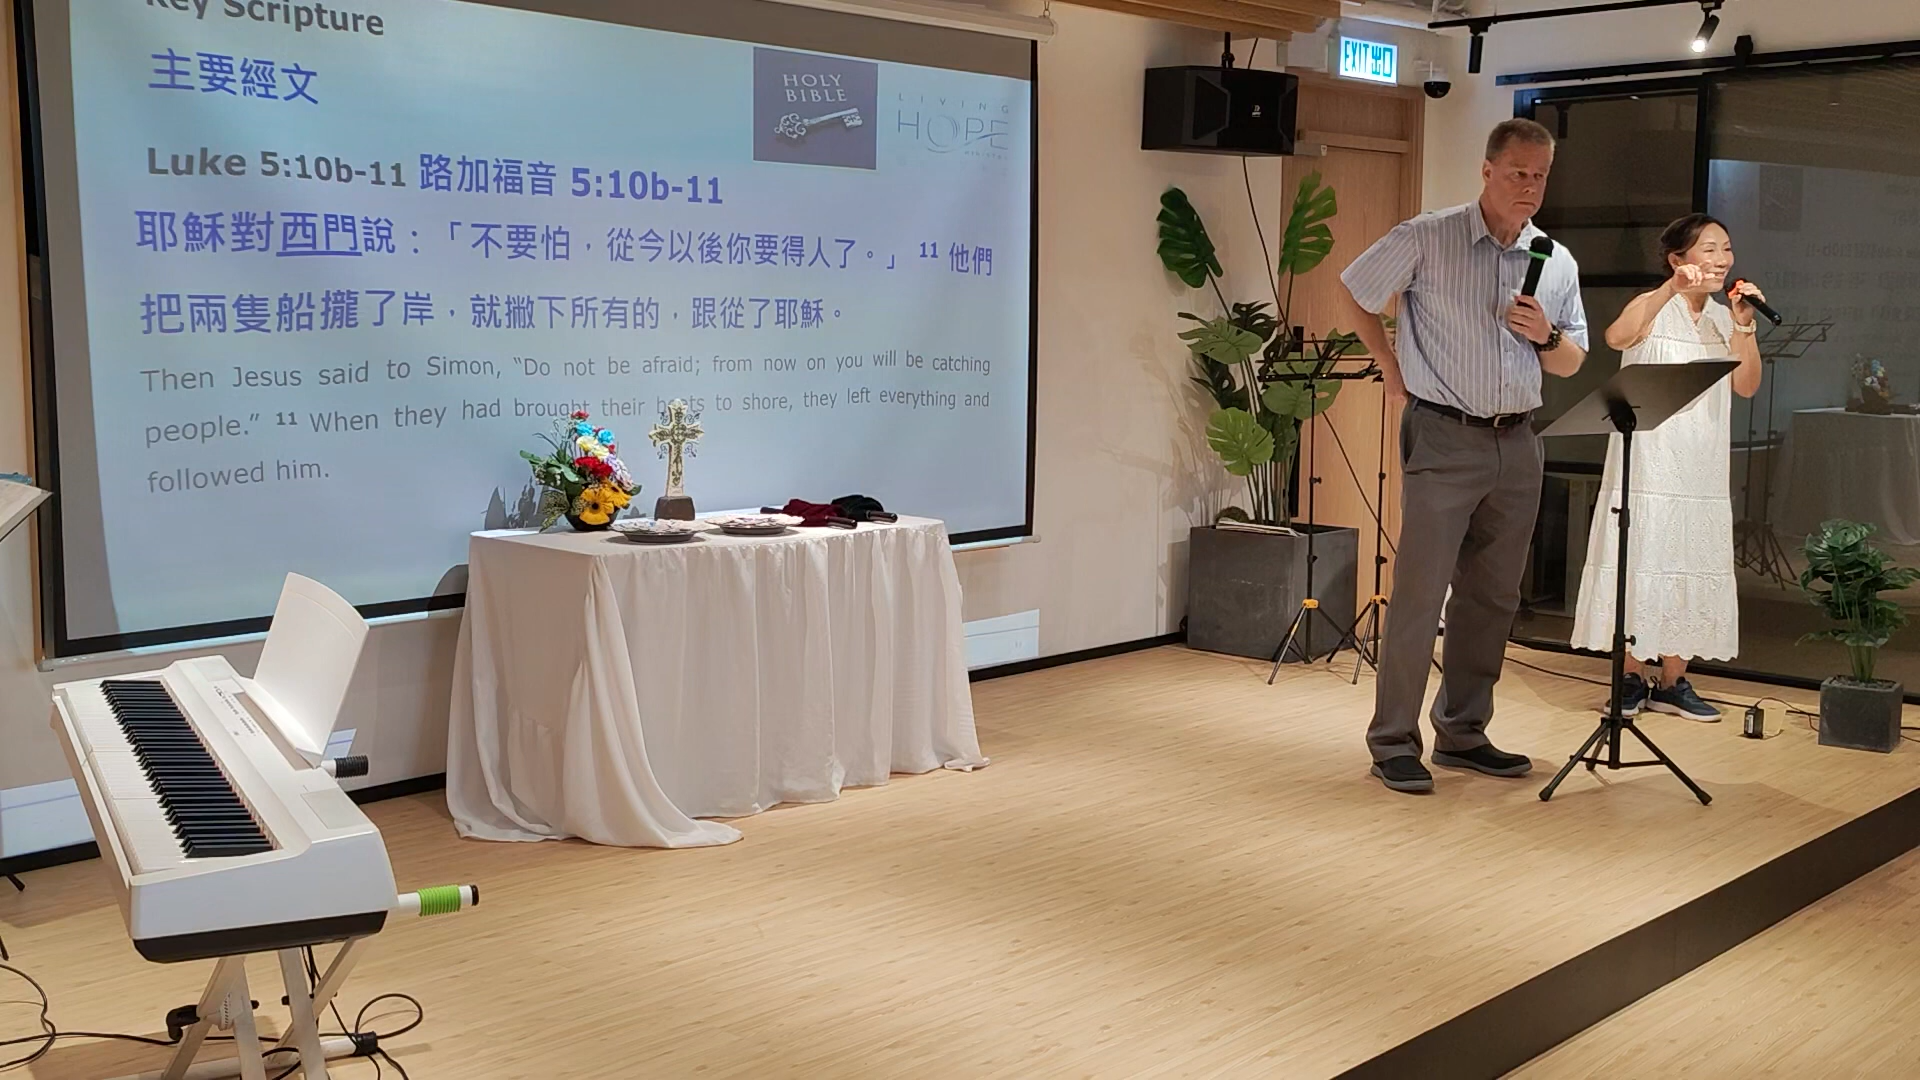 Key Scripture
主要經文
HOLY
BIBLE
LIVING
HOPE
Luke 5:10b-11 路加福音 5:10b-11
耶穌對西門說：「不要怕，從今以後你要得人了。」 11 他們
把兩隻船攏了岸，就撇下所有的，跟從了耶穌。
Then Jesus said to Simon, “Do not be afraid; from now on you will be catching
people.” 11 When they had brought their boats to shore, they left everything and
followed him.
EXIT 出口